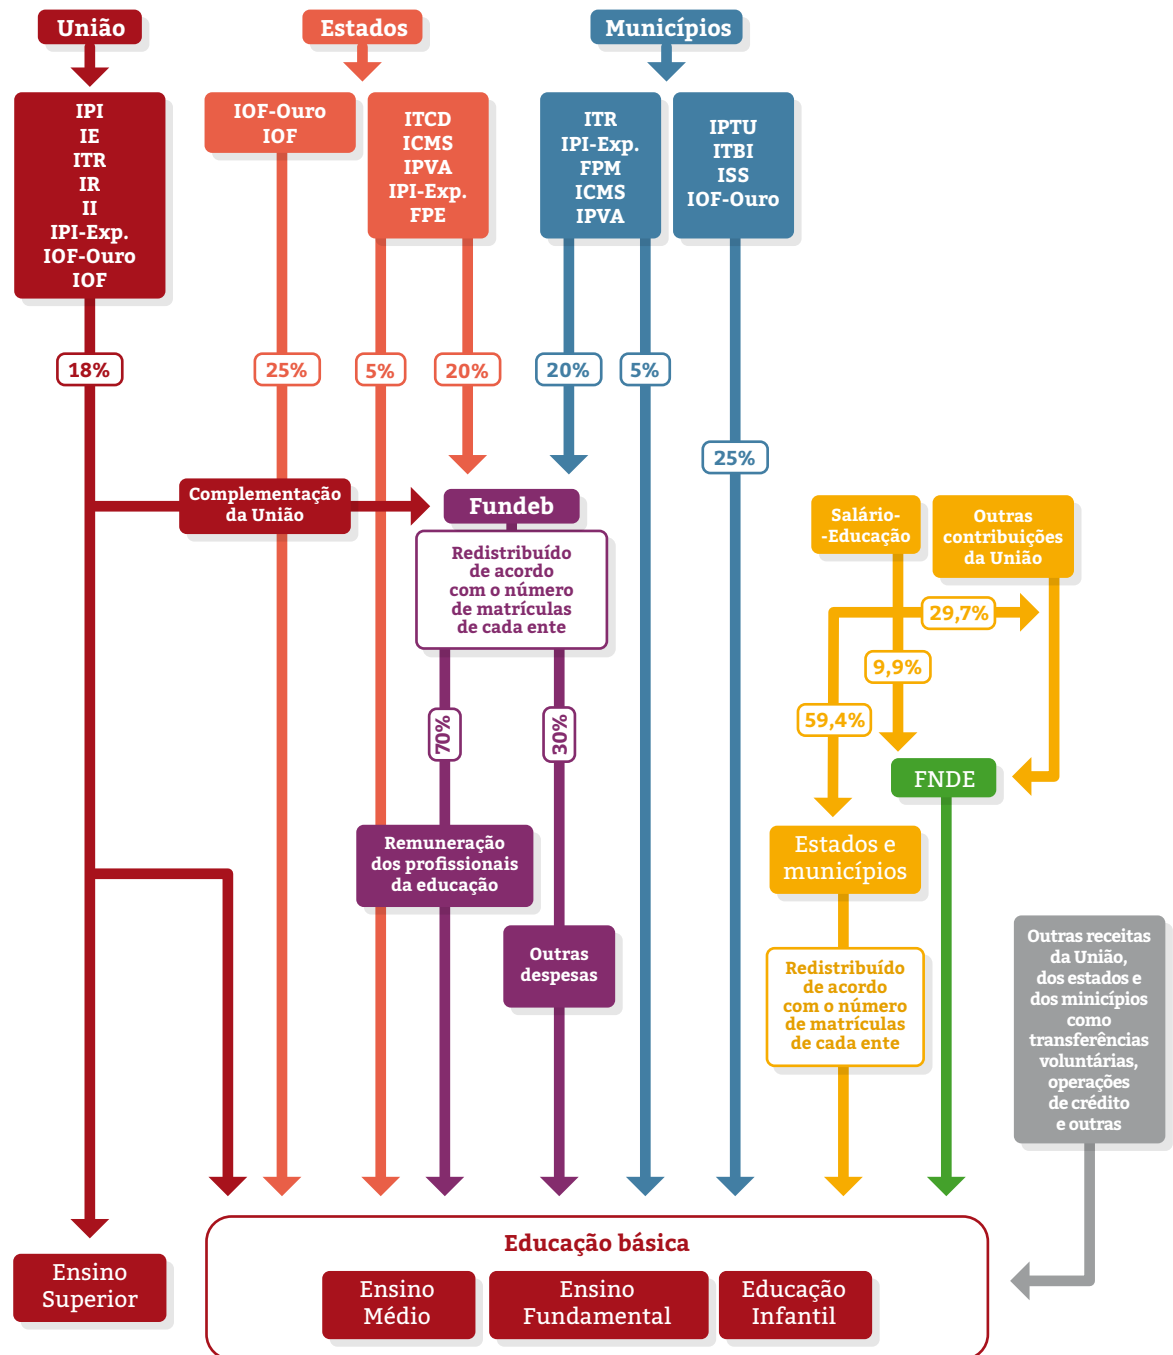 União
Estados
Municípios
IPI
IE
ITR
IR
II
IPI-Exp.
IOF-Ouro
IOF
IOF-Ouro
IOF
ITCD
ICMS
IPVA
IPI-Exp.
FPE
ITR
IPI-Exp.
FPM
ICMS
IPVA
IPTU
ITBI
ISS
IOF-Ouro
18%
25%
5%
20%
20%
5%
25%
Complementação
da União
Fundeb
Redistribuído
de acordo
com o número
de matrículas
de cada ente
Salário-
-Educação
Outras
contribuições
da União
29,7%
9,9%
59,4%
70%
30%
FNDE
Remuneração
dos profissionais
da educação
Outras
despesas
Estados e
municípios
Redistribuído
de acordo
com o número
de matrículas
de cada ente
Outras receitas
da União,
dos estados e
dos minicípios
como
transferências
voluntárias,
operações
de crédito
e outras
Ensino
Superior
Educação básica
Ensino
Médio
Ensino
Fundamental
Educação
Infantil